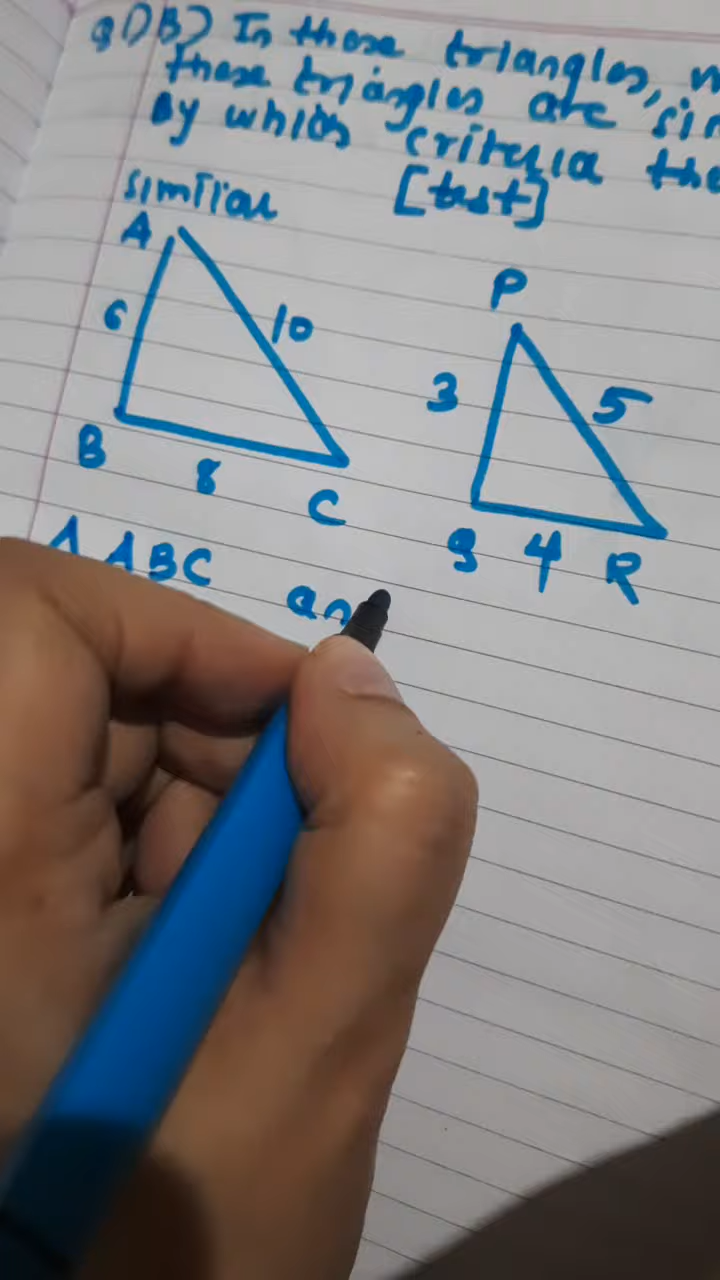 Q1)B) In those triangles,
these triangles are
By which criteria
similar [test]
A
6
10
B
8
C
P
3
5
Q 4 R
Δ ABC an